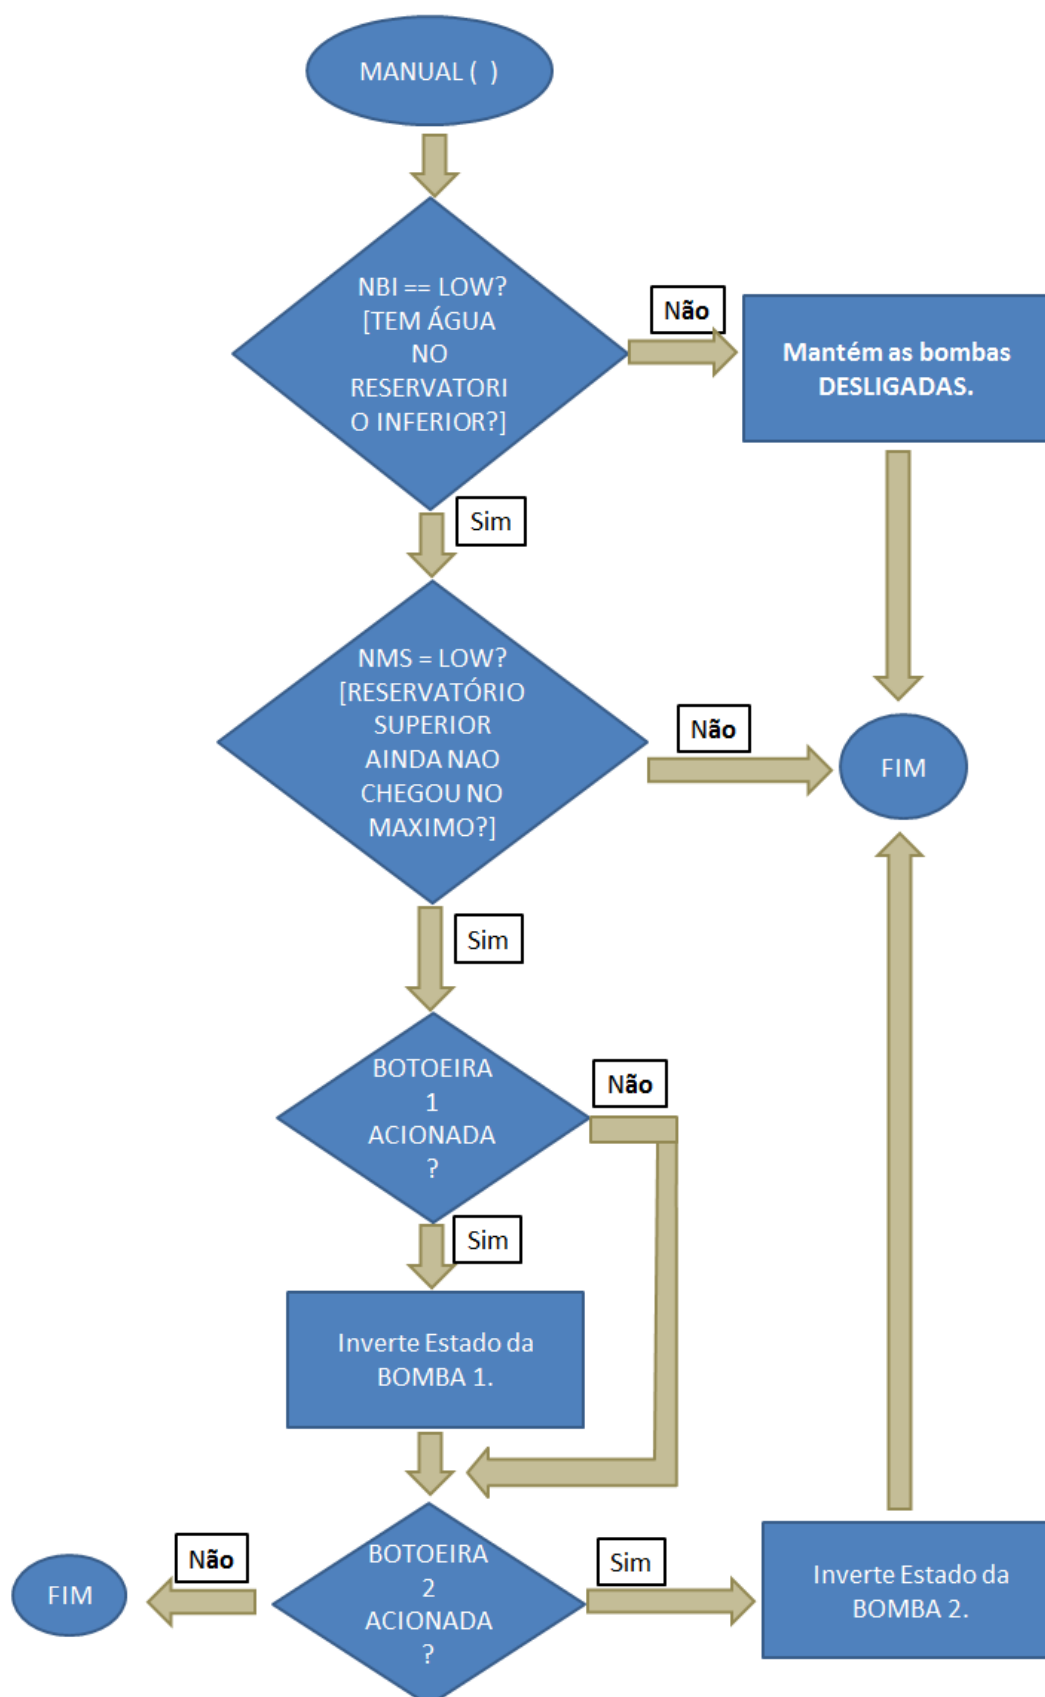 MANUAL ( )
NBI == LOW?
[TEM ÁGUA
NO
RESERVATORI
O INFERIOR?]
Não
Mantém as bombas
DESLIGADAS.
Sim
NMS = LOW?
[RESERVATÓRIO
SUPERIOR
AINDA NAO
CHEGOU NO
MAXIMO?]
Não
FIM
Sim
BOTOEIRA
1
ACIONADA
?
Não
Sim
Inverte Estado da
BOMBA 1.
BOTOEIRA
2
ACIONADA
?
Não
FIM
Sim
Inverte Estado da
BOMBA 2.